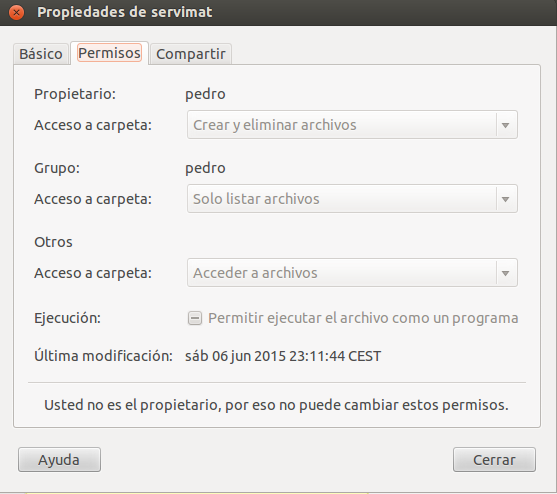 Propiedades de servimat
Básico Permisos Compartir
Propietario: pedro
Acceso a carpeta: Crear y eliminar archivos
Grupo: pedro
Acceso a carpeta: Solo listar archivos
Otros
Acceso a carpeta: Acceder a archivos
Ejecución: Permitir ejecutar el archivo como un programa
Última modificación: sáb 06 jun 2015 23:11:44 CEST
Usted no es el propietario, por eso no puede cambiar estos permisos.
Ayuda Cerrar